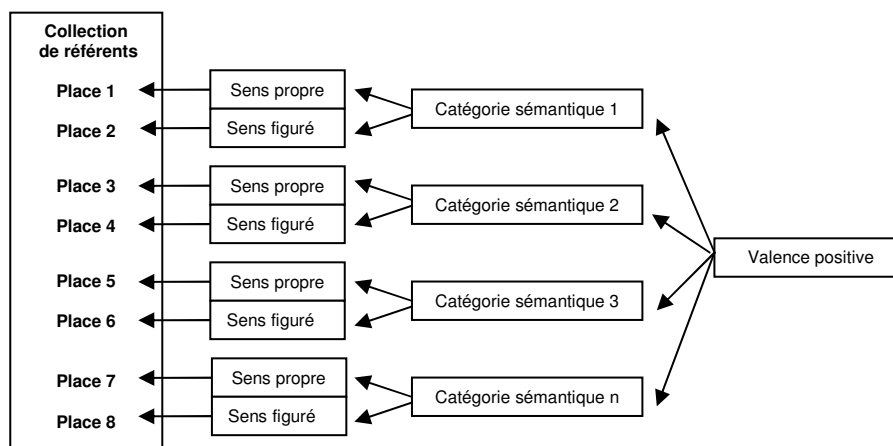 Collection
de référents
Place 1
Sens propre
Catégorie sémantique 1
Place 2
Sens figuré
Place 3
Sens propre
Catégorie sémantique 2
Place 4
Sens figuré
Valence positive
Place 5
Sens propre
Catégorie sémantique 3
Place 6
Sens figuré
Place 7
Sens propre
Catégorie sémantique n
Place 8
Sens figuré